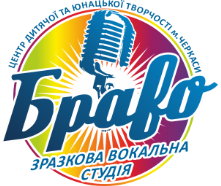 ЦЕНТР ДИТЯЧОЇ ТА ЮНАЦЬКОЇ ТВОРЧОСТІ М.ЧЕРКАСИ
Браво
ЗРАЗКОВА ВОКАЛЬНА
СТУДІЯ